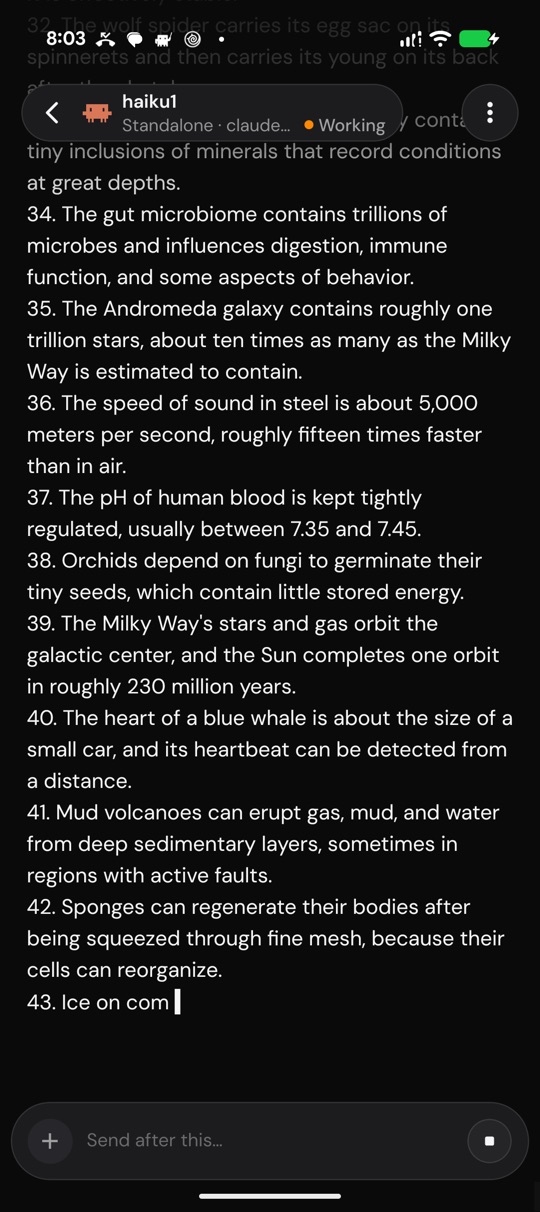 32. The wolf spider carries its egg sac on its
8:03
spinnerets and then carries its young on its back
haiku1
Standalone · claude... Working
tiny inclusions of minerals that record conditions
at great depths.
34. The gut microbiome contains trillions of
microbes and influences digestion, immune
function, and some aspects of behavior.
35. The Andromeda galaxy contains roughly one
trillion stars, about ten times as many as the Milky
Way is estimated to contain.
36. The speed of sound in steel is about 5,000
meters per second, roughly fifteen times faster
than in air.
37. The pH of human blood is kept tightly
regulated, usually between 7.35 and 7.45.
38. Orchids depend on fungi to germinate their
tiny seeds, which contain little stored energy.
39. The Milky Way's stars and gas orbit the
galactic center, and the Sun completes one orbit
in roughly 230 million years.
40. The heart of a blue whale is about the size of a
small car, and its heartbeat can be detected from
a distance.
41. Mud volcanoes can erupt gas, mud, and water
from deep sedimentary layers, sometimes in
regions with active faults.
42. Sponges can regenerate their bodies after
being squeezed through fine mesh, because their
cells can reorganize.
43. Ice on com
Send after this...